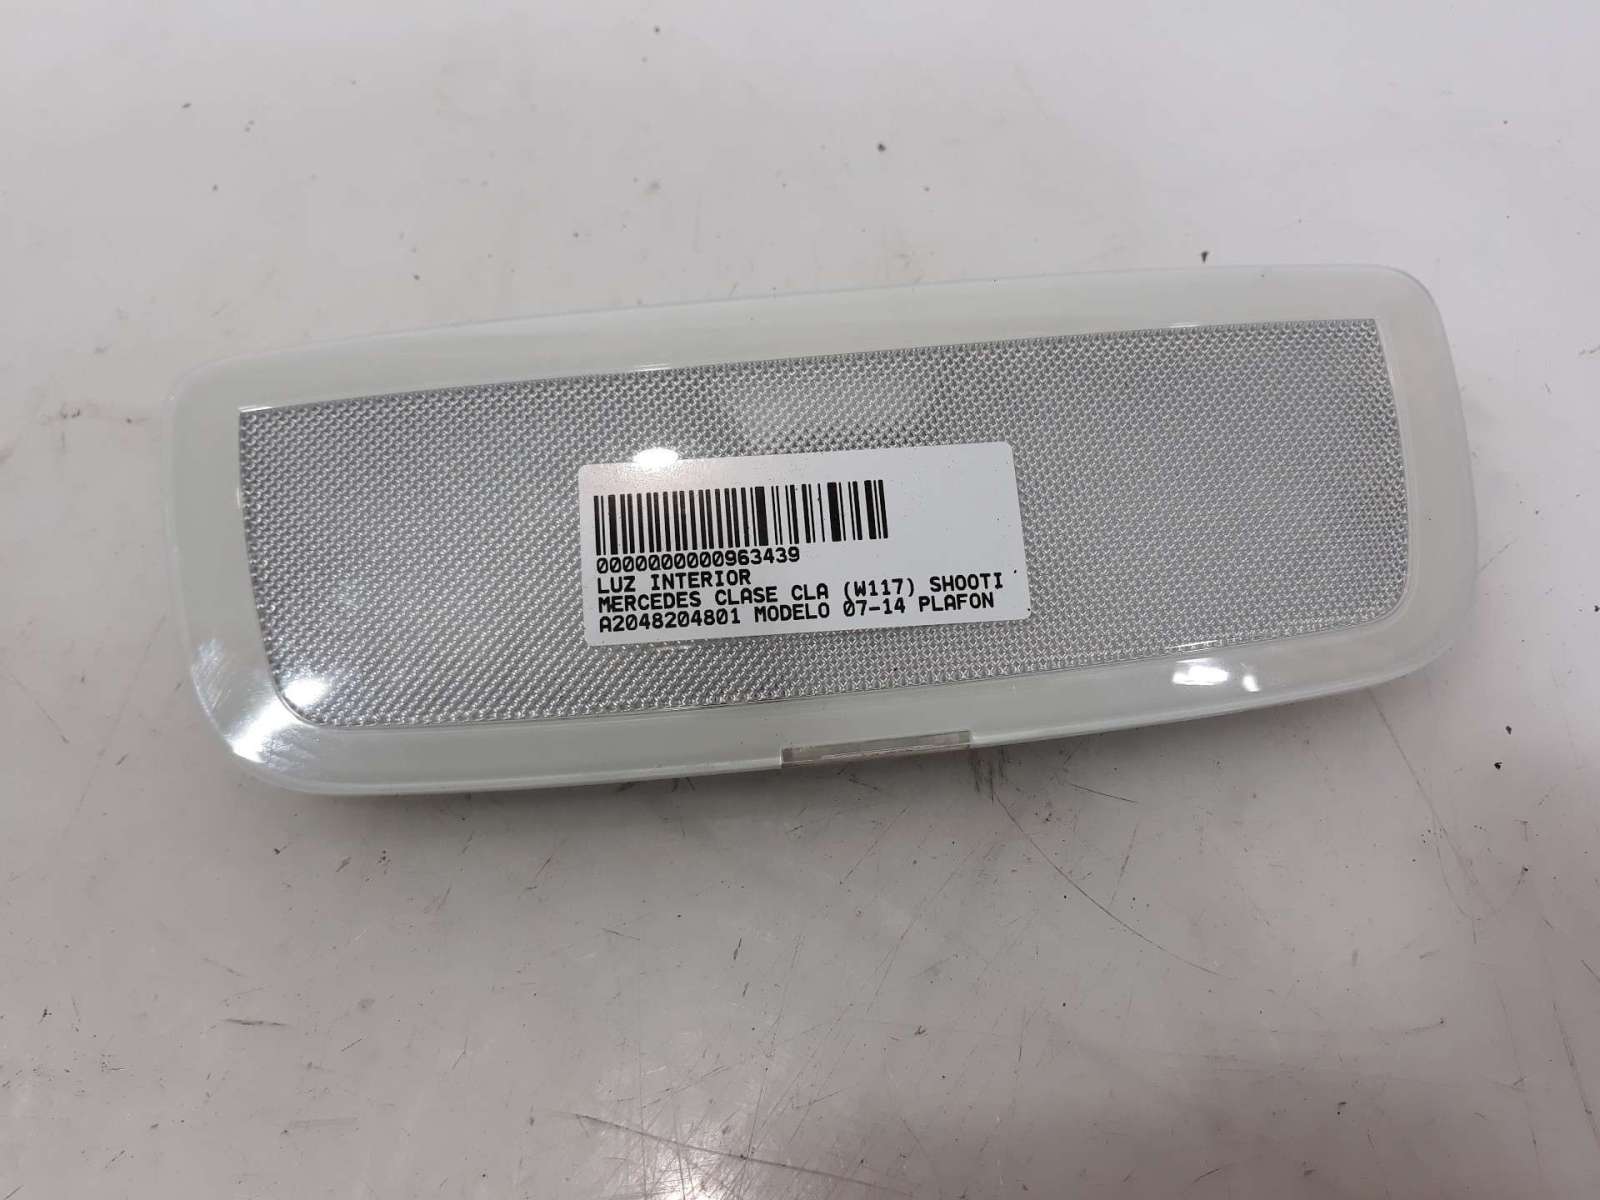 0000000000963439
LUZ INTERIOR
MERCEDES CLASE CLA (W117) SHOOTI
A2048204801 MODELO 07-14 PLAFON